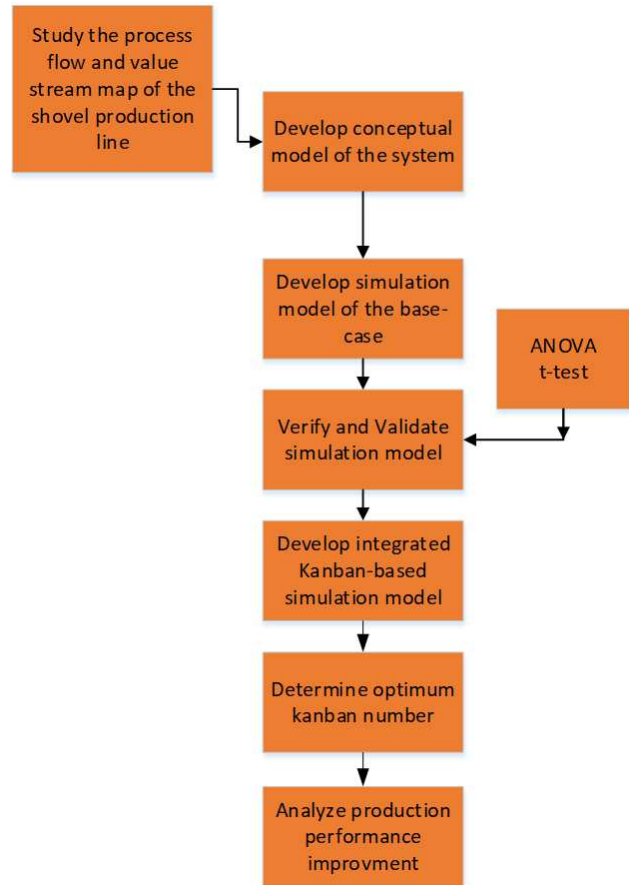 Study the process
flow and value
stream map of the
shovel production
line
Develop conceptual
model of the system
Develop simulation
model of the base-
case
ANOVA
t-test
Verify and Validate
simulation model
Develop integrated
Kanban-based
simulation model
Determine optimum
kanban number
Analyze production
performance
improvment